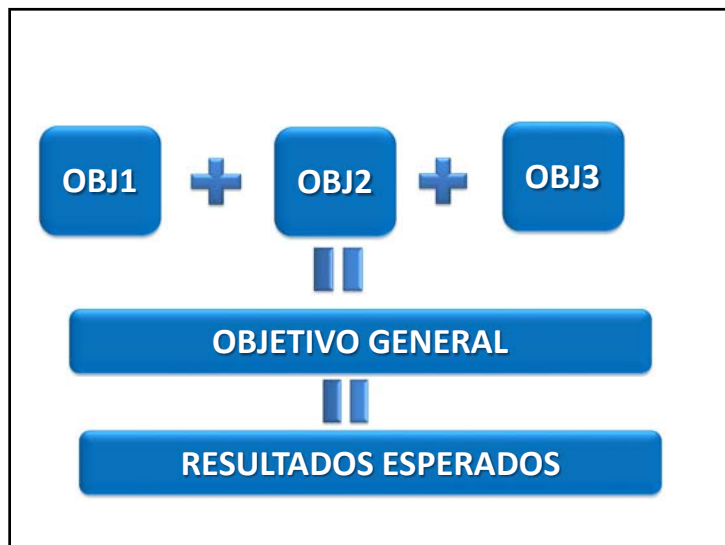 OBJ1
OBJ2
OBJ3
OBJETIVO GENERAL
RESULTADOS ESPERADOS